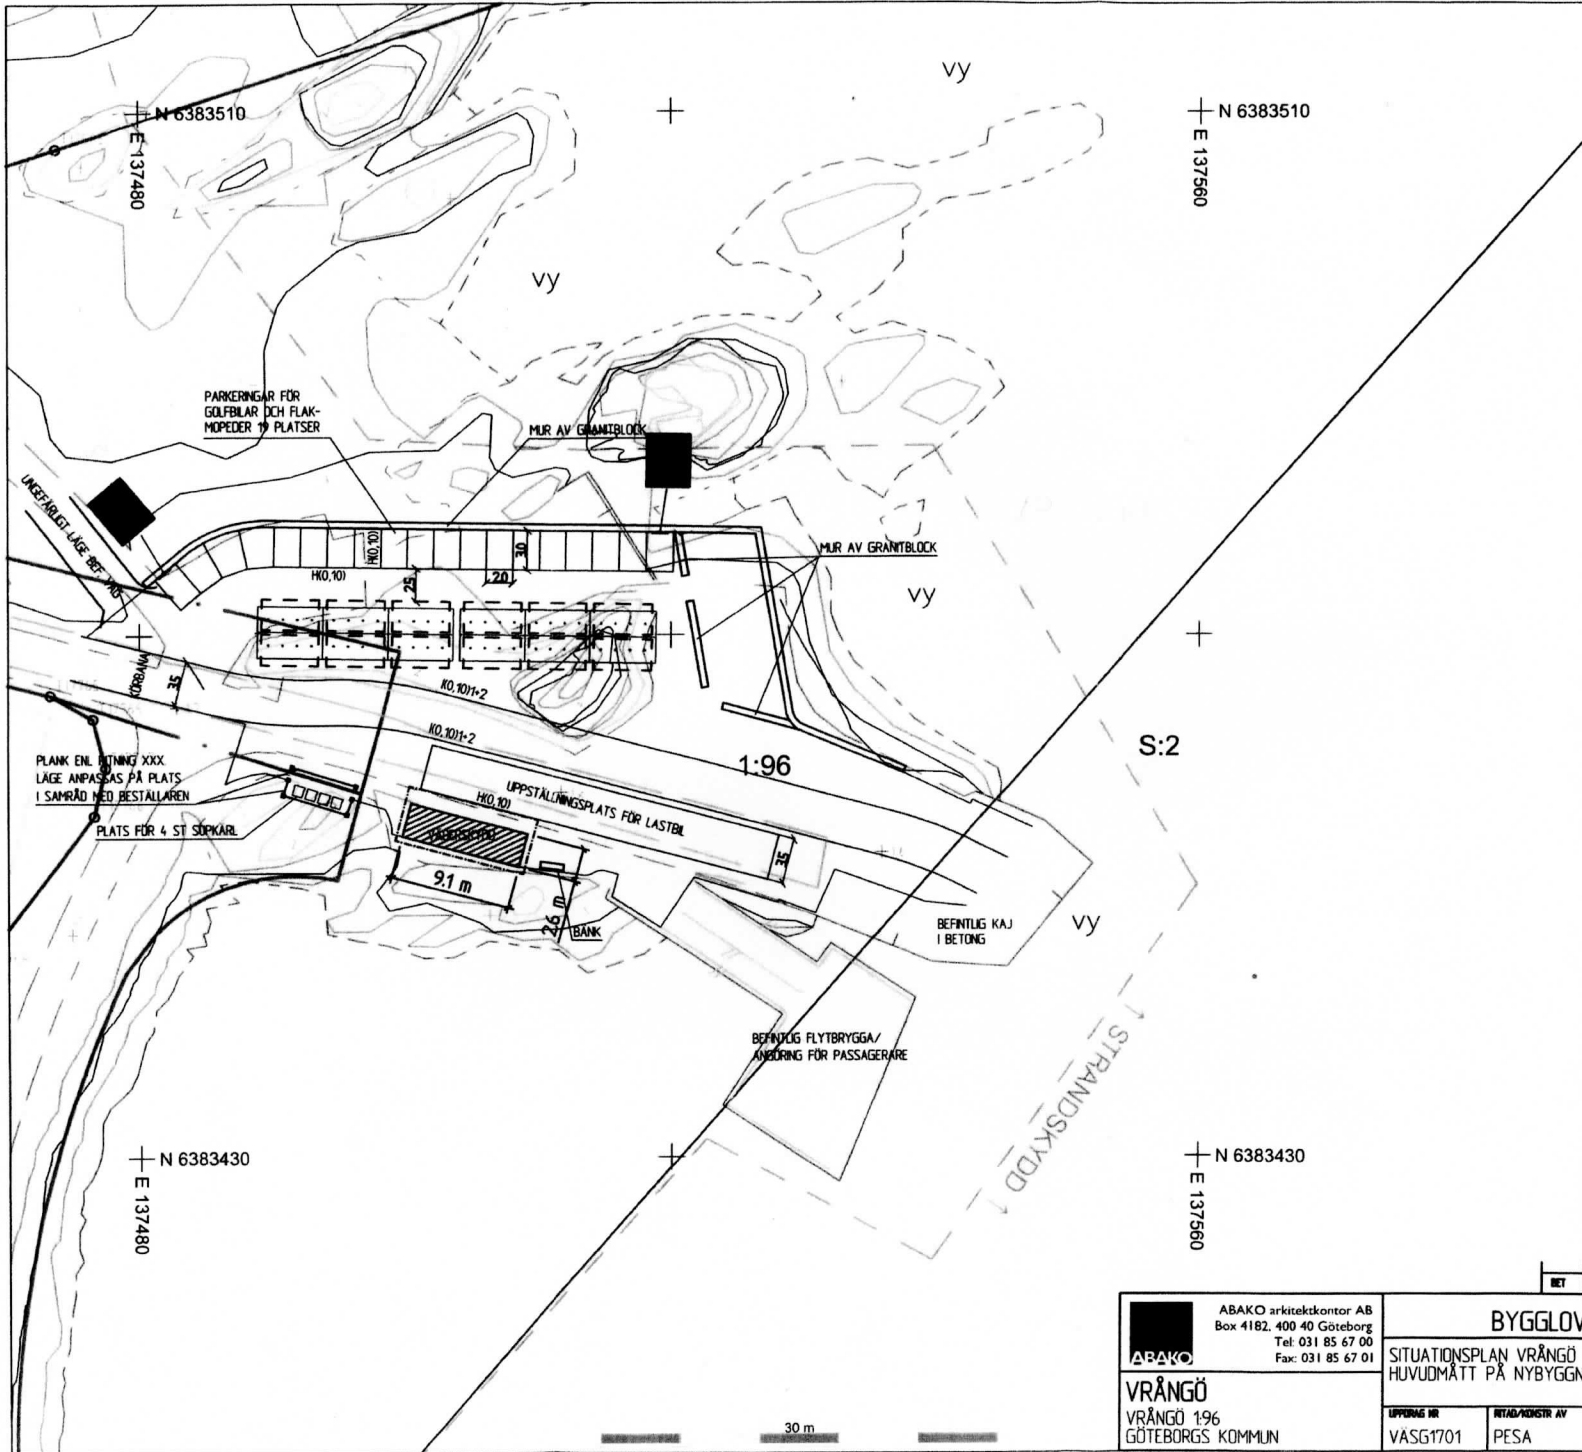 vy
N 6383510
E 137480
N 6383510
E 137560
vy
PARKERINGAR FÖR
GOLFBILAR OCH FLAK-
MOPEDER 19 PLATSER
MUR AV GRANITBLOCK
UNGEFÄRLIGT LÄGE BEF. VÄG
MUR AV GRANITBLOCK
H(0,10)
H(0,10)
30
20
25
vy
KÖRBANA
35
K(0,10)1+2
K(0,10)1+2
1:96
S:2
PLANK ENL RITNING XXX.
LÄGE ANPASSAS PÅ PLATS
I SAMRÅD MED BESTÄLLAREN
PLATS FÖR 4 ST SOPKÄRL
UPPSTÄLLNINGSPLATS FÖR LASTBIL
H(0,10)
VÄDERSKYDD
35
9.1 m
2.6 m
BÄNK
BEFINTLIG KAJ
I BETONG
vy
BEFINTLIG FLYTBRYGGA/
ANGÖRING FÖR PASSAGERARE
STRANDSKYDD
N 6383430
E 137480
N 6383430
E 137560
30 m
BET
ABAKO
ABAKO arkitektkontor AB
Box 4182, 400 40 Göteborg
Tel: 031 85 67 00
Fax: 031 85 67 01
VRÅNGÖ
VRÅNGÖ 1:96
GÖTEBORGS KOMMUN
BYGGLOV
SITUATIONSPLAN VRÅNGÖ
HUVUDMÅTT PÅ NYBYGGN
UPPDRAG NR
VÄSG1701
RITAD/KONSTR AV
PESA